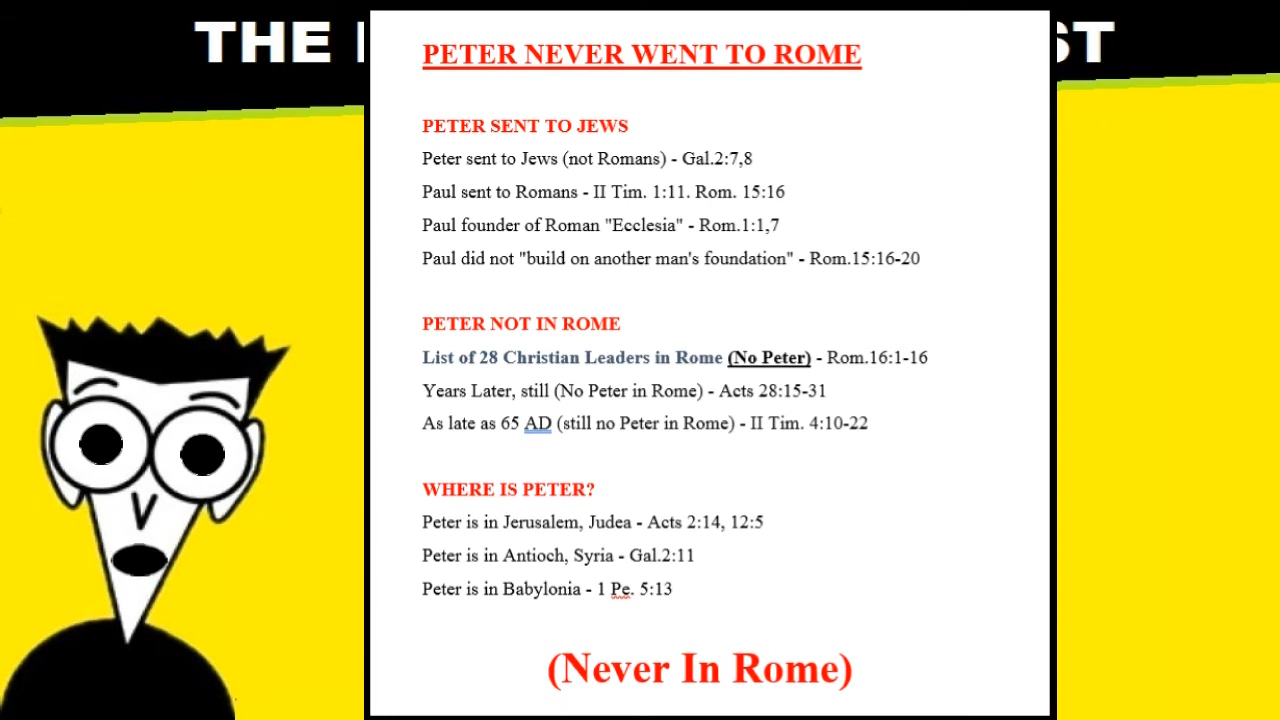 THE
ST
PETER NEVER WENT TO ROME
PETER SENT TO JEWS
Peter sent to Jews (not Romans) - Gal.2:7,8
Paul sent to Romans - II Tim. 1:11. Rom. 15:16
Paul founder of Roman "Ecclesia" - Rom.1:1,7
Paul did not "build on another man's foundation" - Rom.15:16-20
PETER NOT IN ROME
List of 28 Christian Leaders in Rome (No Peter) - Rom.16:1-16
Years Later, still (No Peter in Rome) - Acts 28:15-31
As late as 65 AD (still no Peter in Rome) - II Tim. 4:10-22
WHERE IS PETER?
Peter is in Jerusalem, Judea - Acts 2:14, 12:5
Peter is in Antioch, Syria - Gal.2:11
Peter is in Babylonia - 1 Pe. 5:13
(Never In Rome)